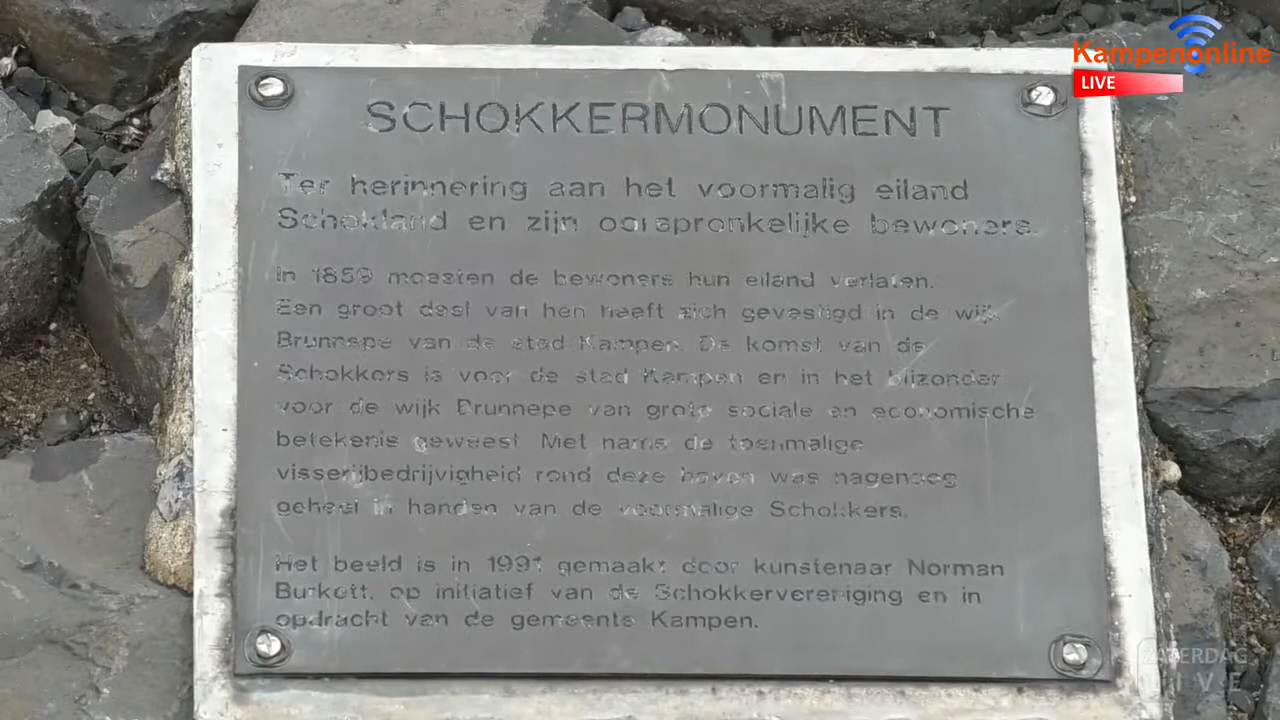 Kampenonline
LIVE
SCHOKKERMONUMENT
Ter herinnering aan het voormalig eiland
Schokland en zijn oorspronkelijke bewoners.
In 1859 moesten de bewoners hun eiland verlaten.
Een groot deel van hen heeft zich gevestigd in de wijk
Brunnepe van de stad Kampen. De komst van de
Schokkers is voor de stad Kampen en in het bijzonder
voor de wijk Brunnepe van grote sociale en economische
betekenis geweest. Met name de toenmalige
visserijbedrijvigheid rond deze haven was nagenoeg
geheel in handen van de voormalige Schokkers.
Het beeld is in 1991 gemaakt door kunstenaar Norman
Burkett, op initiatief van de Schokkervereniging en in
opdracht van de gemeente Kampen.
ZATERDAG
LIVE